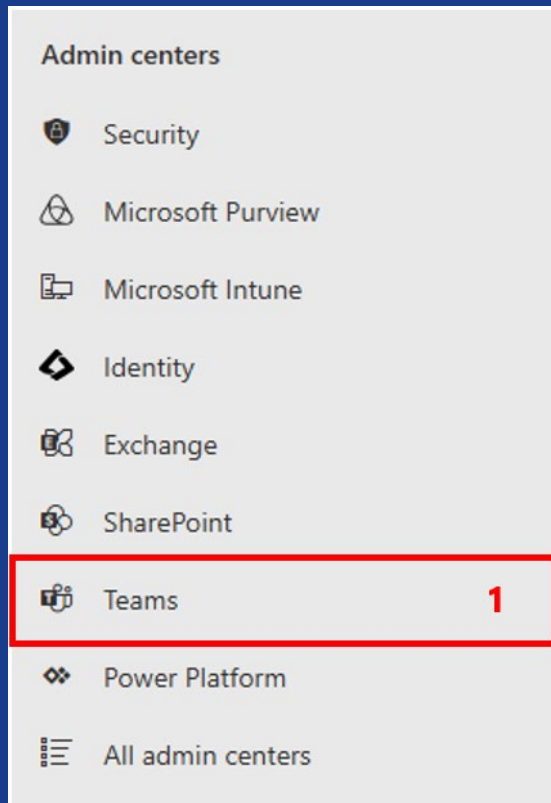 Admin centers
Security
Microsoft Purview
Microsoft Intune
Identity
Exchange
SharePoint
Teams 1
Power Platform
All admin centers